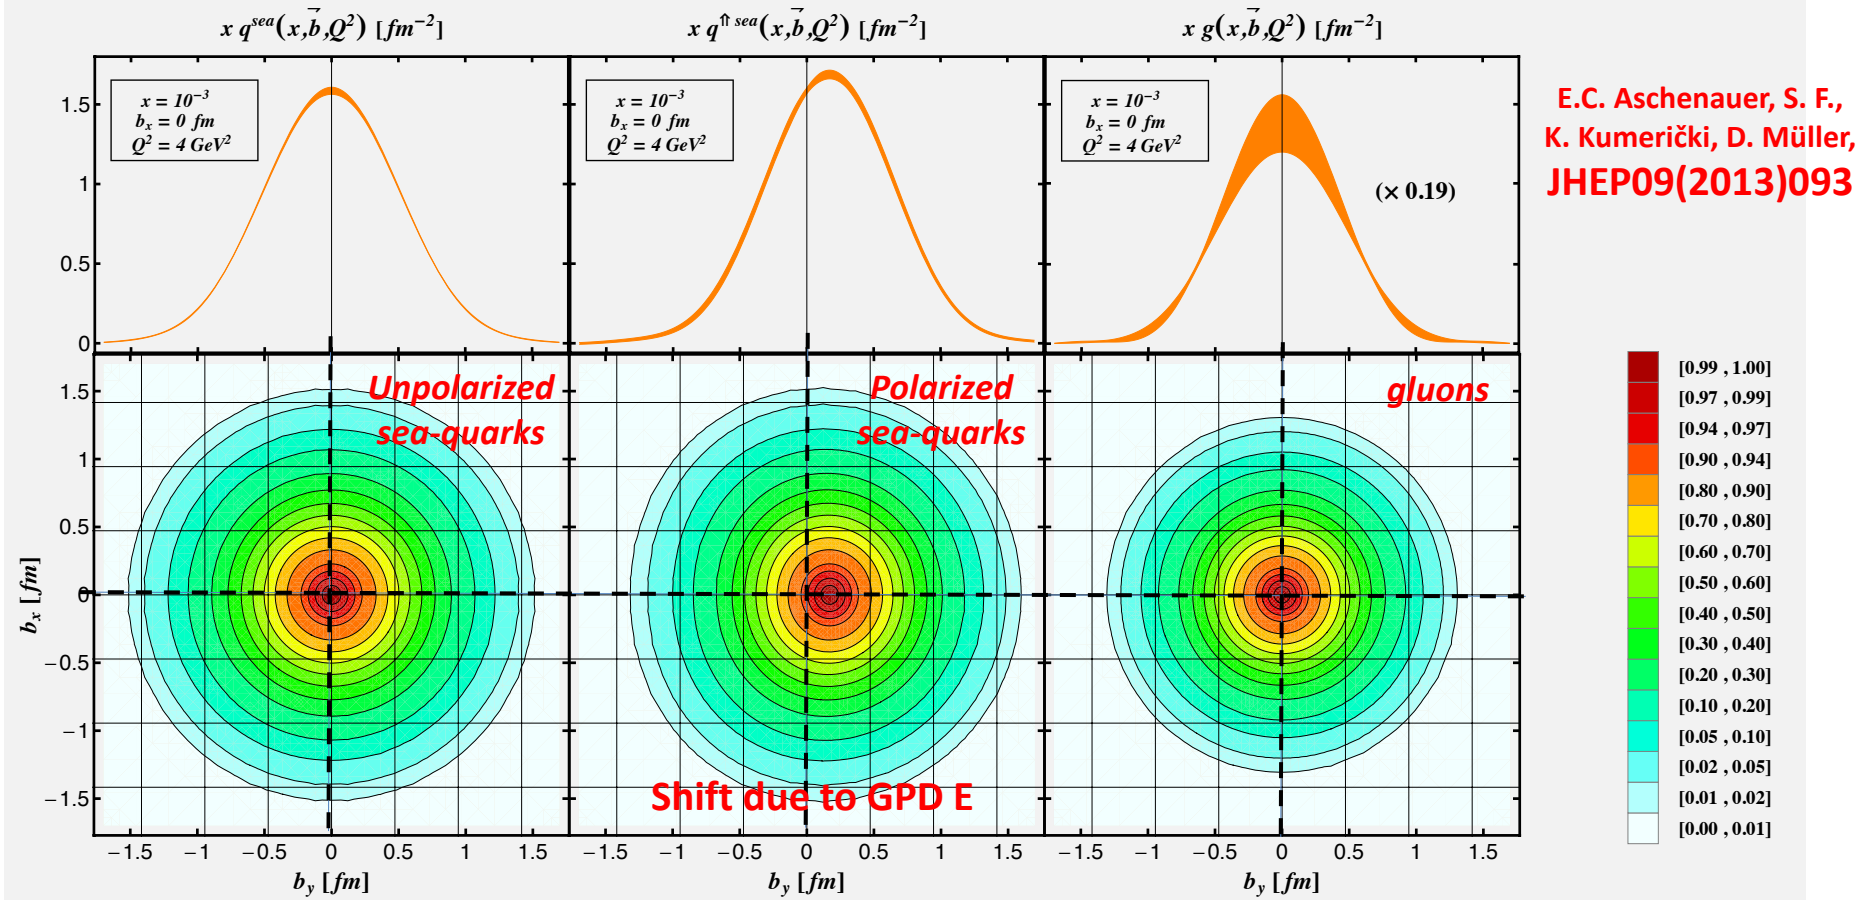 x q^sea(x,b⃗,Q²) [fm⁻²]
x q^⇑ sea(x,b⃗,Q²) [fm⁻²]
x g(x,b⃗,Q²) [fm⁻²]
x = 10⁻³
b_x = 0 fm
Q² = 4 GeV²
x = 10⁻³
b_x = 0 fm
Q² = 4 GeV²
x = 10⁻³
b_x = 0 fm
Q² = 4 GeV²
(× 0.19)
E.C. Aschenauer, S. F.,
K. Kumerički, D. Müller,
JHEP09(2013)093
1.5
1
0.5
0
Unpolarized
sea-quarks
Polarized
sea-quarks
gluons
Shift due to GPD E
b_x [fm]
1.5
1
0.5
0
−0.5
−1
−1.5
−1.5 −1 −0.5 0 0.5 1 1.5
−1.5 −1 −0.5 0 0.5 1 1.5
−1.5 −1 −0.5 0 0.5 1 1.5
b_y [fm]
b_y [fm]
b_y [fm]
[0.99 , 1.00]
[0.97 , 0.99]
[0.94 , 0.97]
[0.90 , 0.94]
[0.80 , 0.90]
[0.70 , 0.80]
[0.60 , 0.70]
[0.50 , 0.60]
[0.40 , 0.50]
[0.30 , 0.40]
[0.20 , 0.30]
[0.10 , 0.20]
[0.05 , 0.10]
[0.02 , 0.05]
[0.01 , 0.02]
[0.00 , 0.01]